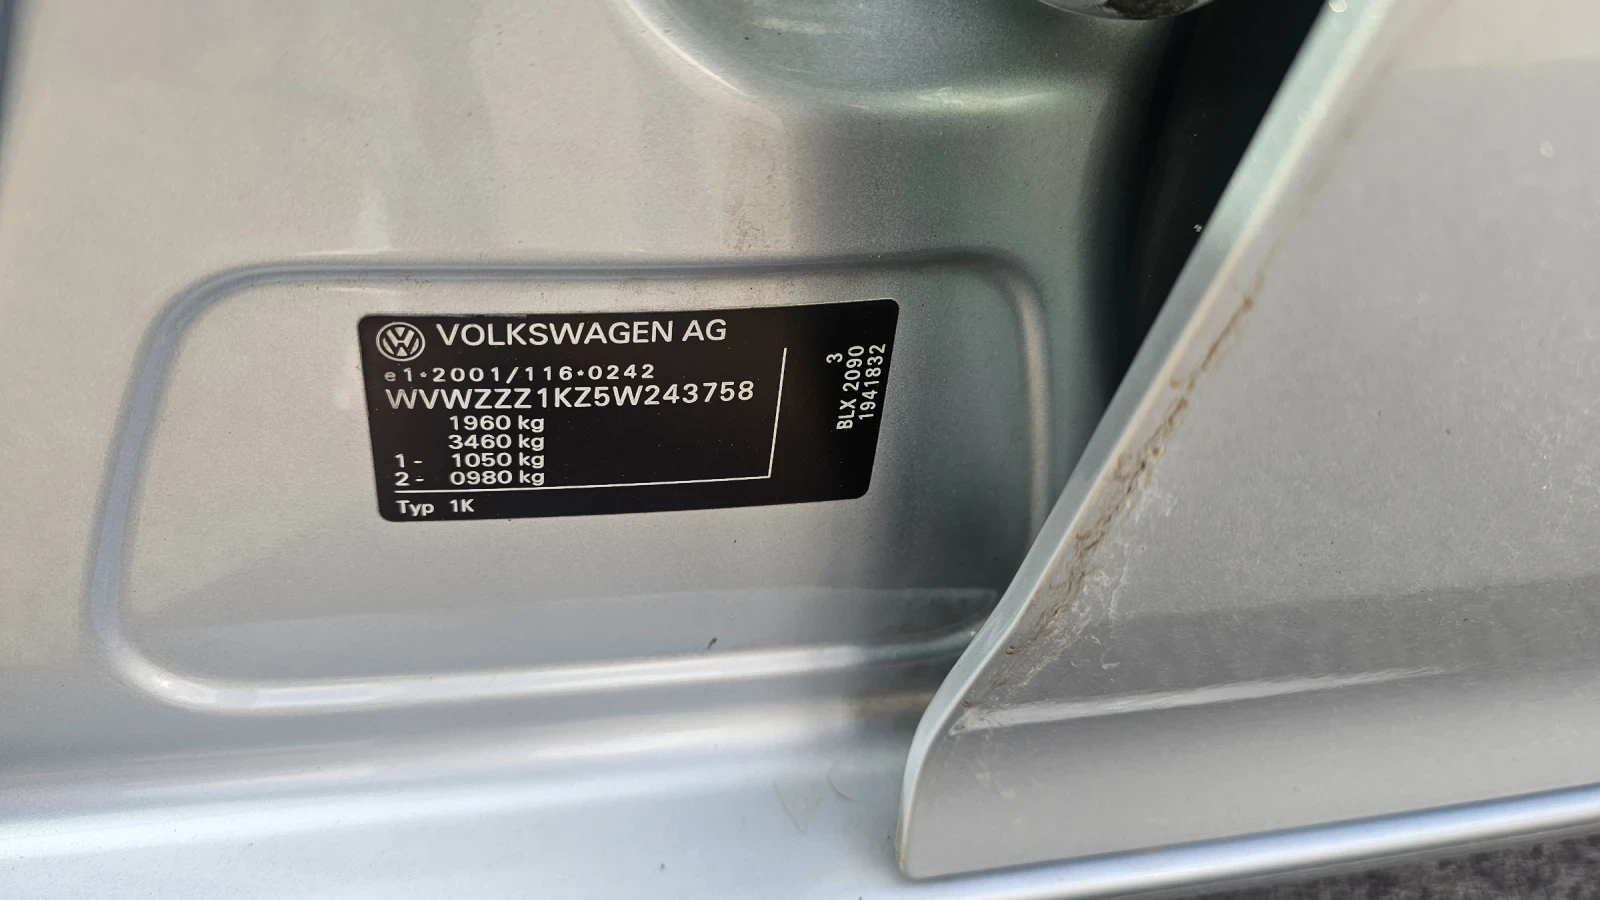 VOLKSWAGEN AG
e1*2001/116*0242
WVWZZZ1KZ5W243758
1960 kg
3460 kg
1- 1050 kg
2- 0980 kg
Typ 1K
3
BLX 2090
1941832